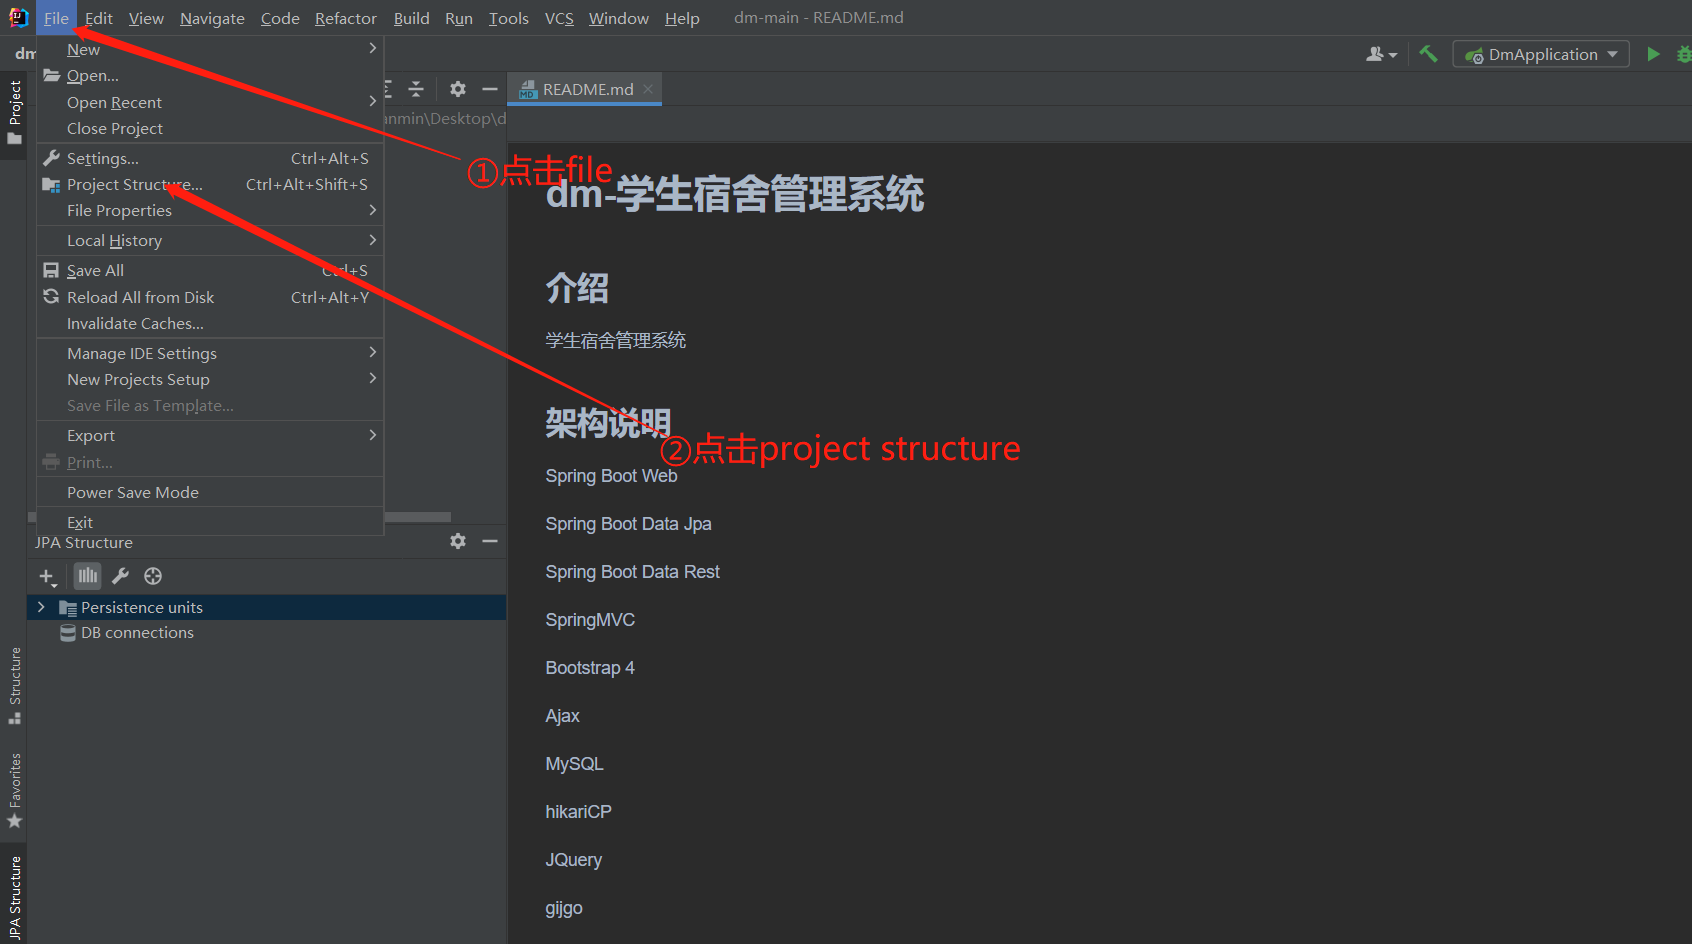 File Edit View Navigate Code Refactor Build Run Tools VCS Window Help dm-main - README.md
dm
DmApplication
New
Open...
Open Recent
Close Project
Settings... Ctrl+Alt+S
Project Structure... Ctrl+Alt+Shift+S
File Properties
Local History
Save All Ctrl+S
Reload All from Disk Ctrl+Alt+Y
Invalidate Caches...
Manage IDE Settings
New Projects Setup
Save File as Template...
Export
Print...
Power Save Mode
Exit
README.md
anmin\Desktop\d
①点击file
②点击project structure
dm-学生宿舍管理系统
介绍
学生宿舍管理系统
架构说明
Spring Boot Web
Spring Boot Data Jpa
Spring Boot Data Rest
SpringMVC
Bootstrap 4
Ajax
MySQL
hikariCP
JQuery
gijgo
JPA Structure
Persistence units
DB connections
Project
Structure
Favorites
JPA Structure